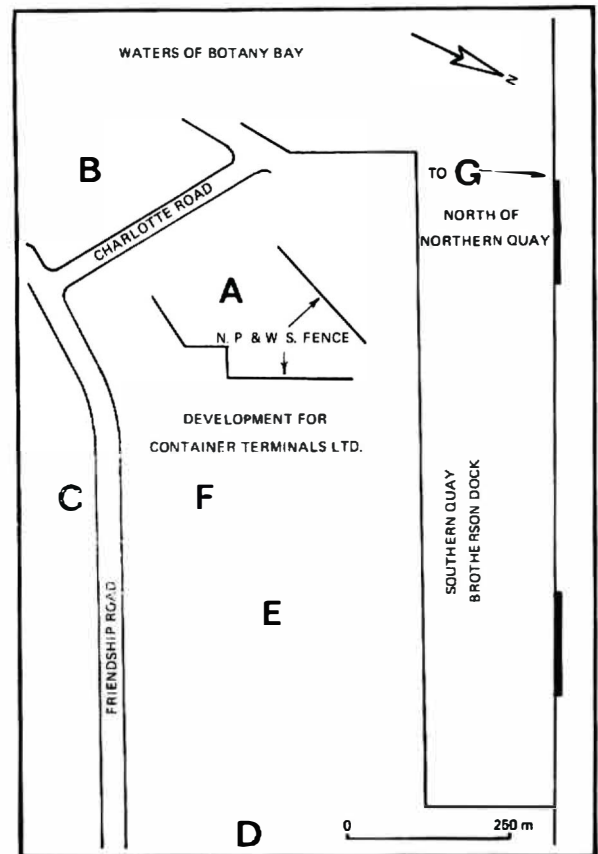 WATERS OF BOTANY BAY
N
B
TO G
CHARLOTTE ROAD
NORTH OF
NORTHERN QUAY
A
N. P & W S. FENCE
DEVELOPMENT FOR
CONTAINER TERMINALS LTD.
C
F
SOUTHERN QUAY
BROTHERSON DOCK
E
FRIENDSHIP ROAD
D
0 250 m